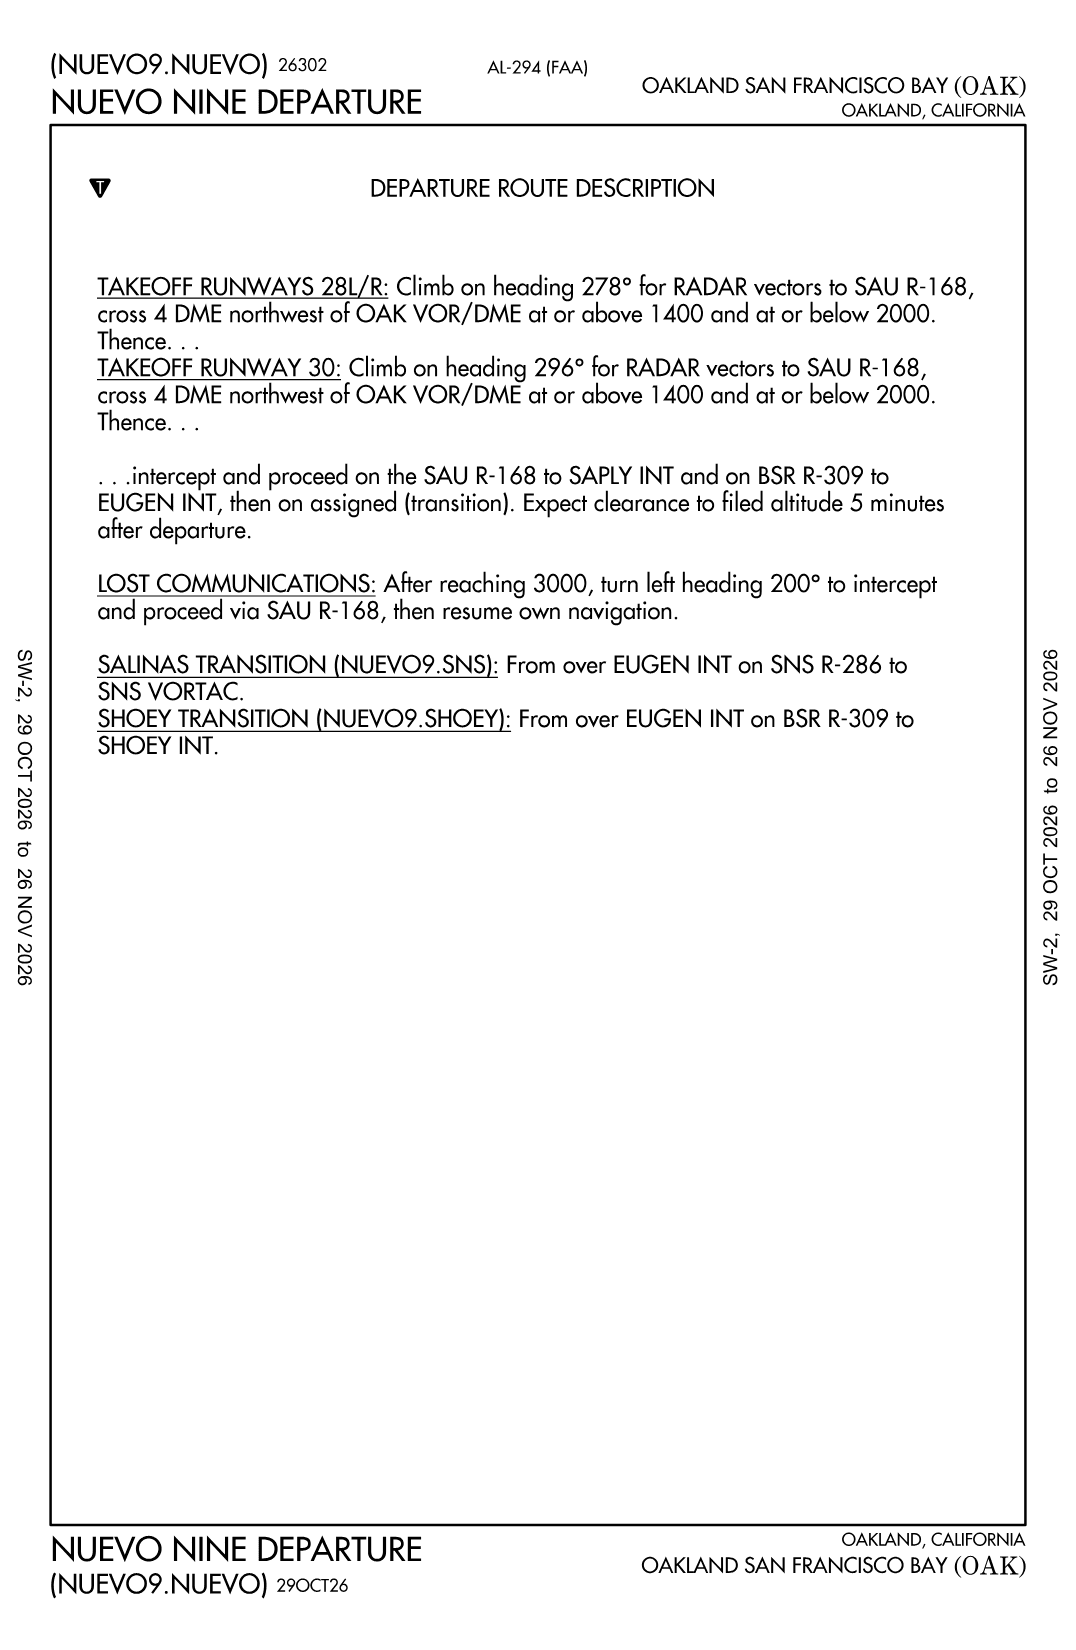 (NUEVO9.NUEVO) 26302
AL-294 (FAA)
NUEVO NINE DEPARTURE
OAKLAND SAN FRANCISCO BAY (OAK)
OAKLAND, CALIFORNIA
T
DEPARTURE ROUTE DESCRIPTION
TAKEOFF RUNWAYS 28L/R: Climb on heading 278° for RADAR vectors to SAU R-168,
cross 4 DME northwest of OAK VOR/DME at or above 1400 and at or below 2000.
Thence. . .
TAKEOFF RUNWAY 30: Climb on heading 296° for RADAR vectors to SAU R-168,
cross 4 DME northwest of OAK VOR/DME at or above 1400 and at or below 2000.
Thence. . .
. . .intercept and proceed on the SAU R-168 to SAPLY INT and on BSR R-309 to
EUGEN INT, then on assigned (transition). Expect clearance to filed altitude 5 minutes
after departure.
LOST COMMUNICATIONS: After reaching 3000, turn left heading 200° to intercept
and proceed via SAU R-168, then resume own navigation.
SALINAS TRANSITION (NUEVO9.SNS): From over EUGEN INT on SNS R-286 to
SNS VORTAC.
SHOEY TRANSITION (NUEVO9.SHOEY): From over EUGEN INT on BSR R-309 to
SHOEY INT.
SW-2, 29 OCT 2026 to 26 NOV 2026
SW-2, 29 OCT 2026 to 26 NOV 2026
NUEVO NINE DEPARTURE
(NUEVO9.NUEVO) 29OCT26
OAKLAND, CALIFORNIA
OAKLAND SAN FRANCISCO BAY (OAK)